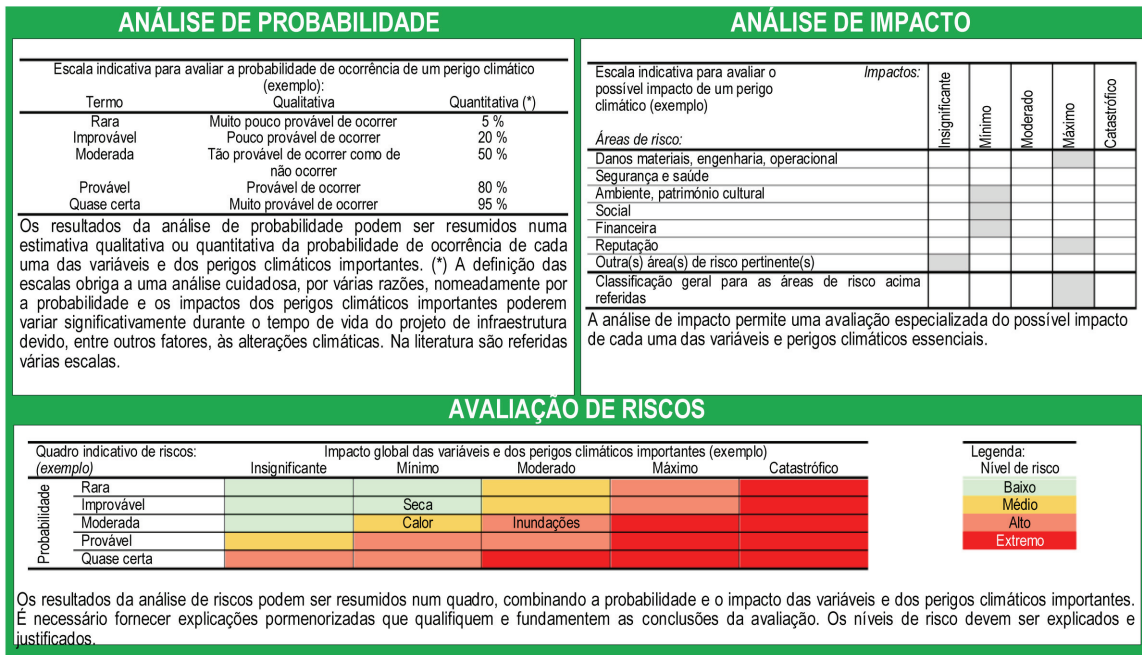 ANÁLISE DE PROBABILIDADE
Escala indicativa para avaliar a probabilidade de ocorrência de um perigo climático
(exemplo):
Termo Qualitativa Quantitativa (*)
Rara Muito pouco provável de ocorrer 5 %
Improvável Pouco provável de ocorrer 20 %
Moderada Tão provável de ocorrer como de 50 %
não ocorrer
Provável Provável de ocorrer 80 %
Quase certa Muito provável de ocorrer 95 %
Os resultados da análise de probabilidade podem ser resumidos numa
estimativa qualitativa ou quantitativa da probabilidade de ocorrência de cada
uma das variáveis e dos perigos climáticos importantes. (*) A definição das
escalas obriga a uma análise cuidadosa, por várias razões, nomeadamente por
a probabilidade e os impactos dos perigos climáticos importantes poderem
variar significativamente durante o tempo de vida do projeto de infraestrutura
devido, entre outros fatores, às alterações climáticas. Na literatura são referidas
várias escalas.
ANÁLISE DE IMPACTO
Escala indicativa para avaliar o Impactos:
possível impacto de um perigo
climático (exemplo)
Áreas de risco:
Insignificante
Mínimo
Moderado
Máximo
Catastrófico
Danos materiais, engenharia, operacional
Segurança e saúde
Ambiente, património cultural
Social
Financeira
Reputação
Outra(s) área(s) de risco pertinente(s)
Classificação geral para as áreas de risco acima
referidas
A análise de impacto permite uma avaliação especializada do possível impacto
de cada uma das variáveis e perigos climáticos essenciais.
AVALIAÇÃO DE RISCOS
Quadro indicativo de riscos: Impacto global das variáveis e dos perigos climáticos importantes (exemplo)
(exemplo) Insignificante Mínimo Moderado Máximo Catastrófico
Probabilidade
Rara
Improvável Seca
Moderada Calor Inundações
Provável
Quase certa
Legenda:
Nível de risco
Baixo
Médio
Alto
Extremo
Os resultados da análise de riscos podem ser resumidos num quadro, combinando a probabilidade e o impacto das variáveis e dos perigos climáticos importantes.
É necessário fornecer explicações pormenorizadas que qualifiquem e fundamentem as conclusões da avaliação. Os níveis de risco devem ser explicados e
justificados.